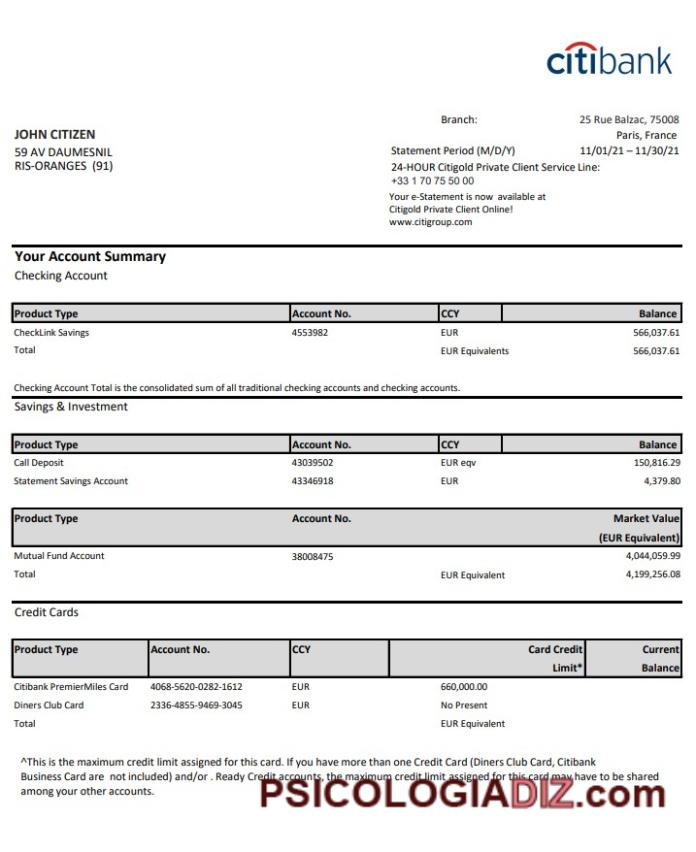 citibank
Branch: 25 Rue Balzac, 75008
Paris, France
JOHN CITIZEN
59 AV DAUMESNIL
RIS-ORANGES (91)
Statement Period (M/D/Y) 11/01/21 – 11/30/21
24-HOUR Citigold Private Client Service Line:
+33 1 70 75 50 00
Your e-Statement is now available at
Citigold Private Client Online!
www.citigroup.com
Your Account Summary
Checking Account
Product Type Account No. CCY Balance
CheckLink Savings 4553982 EUR 566,037.61
Total EUR Equivalents 566,037.61
Checking Account Total is the consolidated sum of all traditional checking accounts and checking accounts.
Savings & Investment
Product Type Account No. CCY Balance
Call Deposit 43039502 EUR eqv 150,816.29
Statement Savings Account 43346918 EUR 4,379.80
Product Type Account No. Market Value
(EUR Equivalent)
Mutual Fund Account 38008475 4,044,059.99
Total EUR Equivalent 4,199,256.08
Credit Cards
Product Type Account No. CCY Card Credit Current
Limit* Balance
Citibank PremierMiles Card 4068-5620-0282-1612 EUR 660,000.00
Diners Club Card 2336-4855-9469-3045 EUR No Present
Total EUR Equivalent
^This is the maximum credit limit assigned for this card. If you have more than one Credit Card (Diners Club Card, Citibank
Business Card are not included) and/or . Ready Credit accounts, the maximum credit limit assigned for this card may have to be shared
among your other accounts.
PSICOLOGIADIZ.com